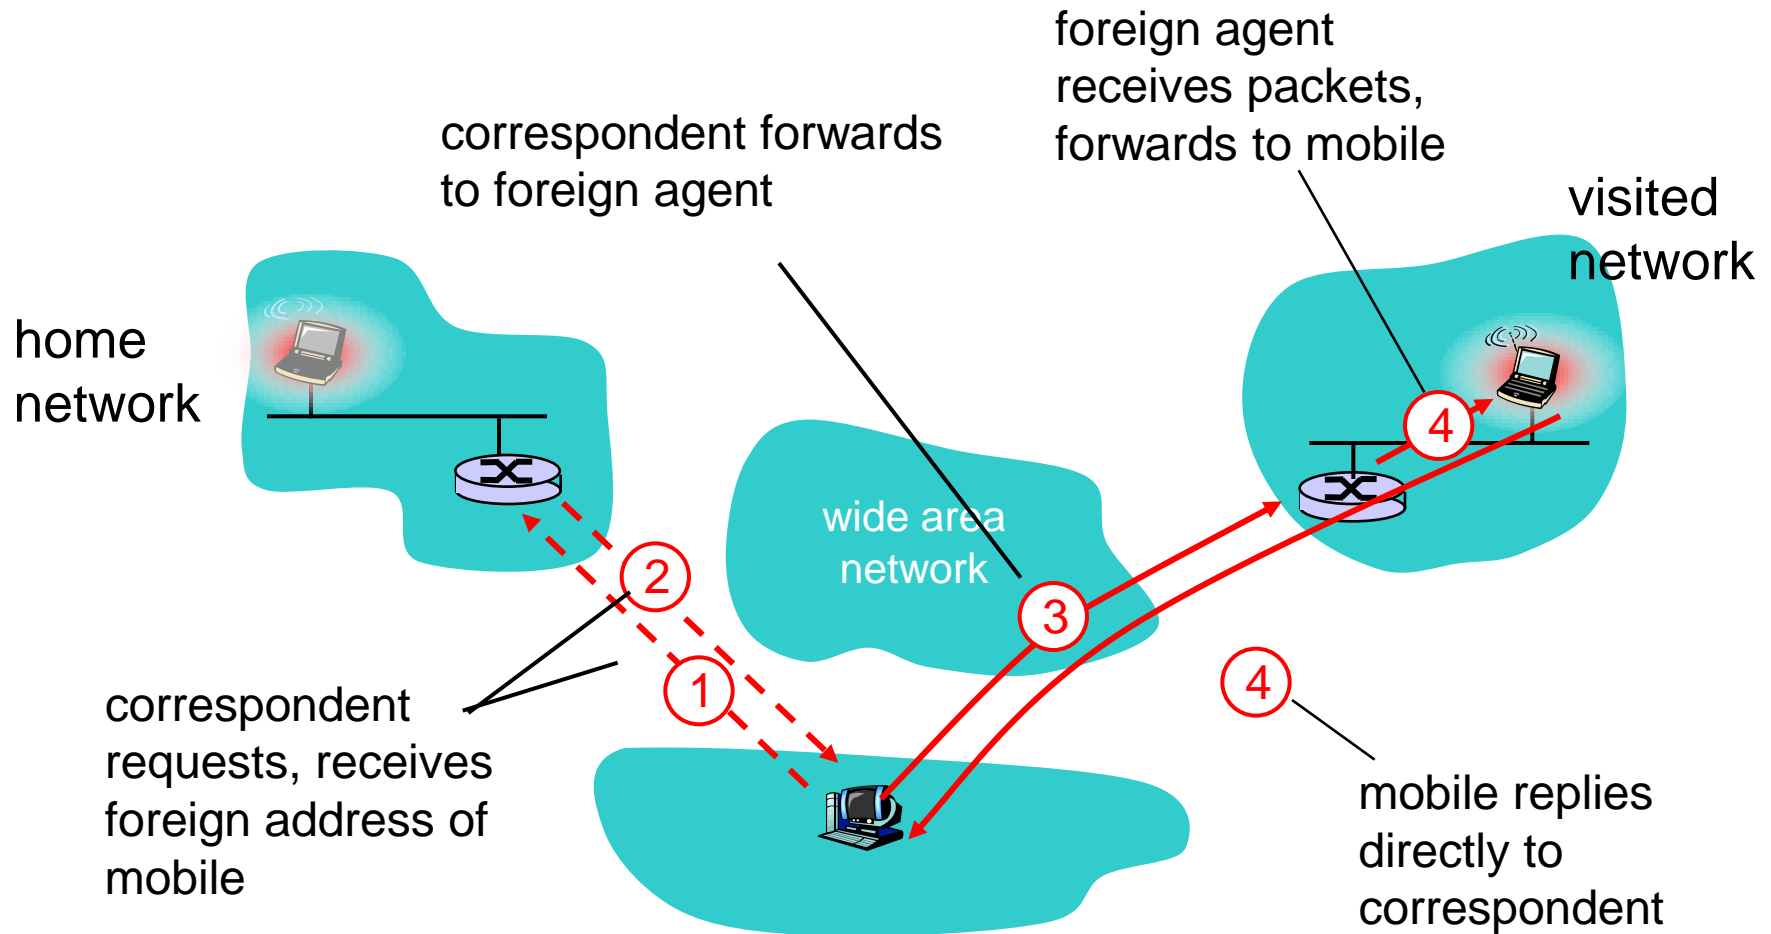 foreign agent
receives packets,
forwards to mobile
correspondent forwards
to foreign agent
visited
network
home
network
4
wide area
network
2
3
1
4
correspondent
requests, receives
foreign address of
mobile
mobile replies
directly to
correspondent